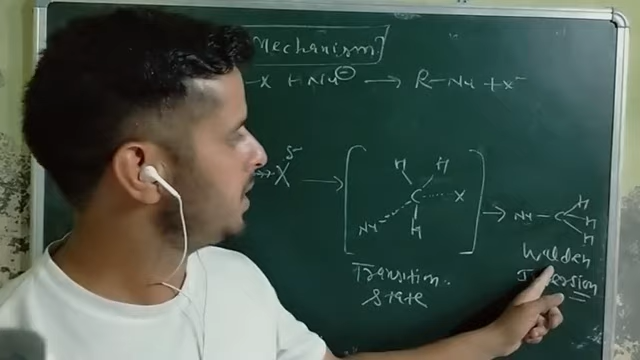 Mechanism]
-X + Nu⊖ → R-Nu + X⁻
X δ- → [ H H C X Nu H ] → Nu-C H H H
Transition
state
Walden
Inversion